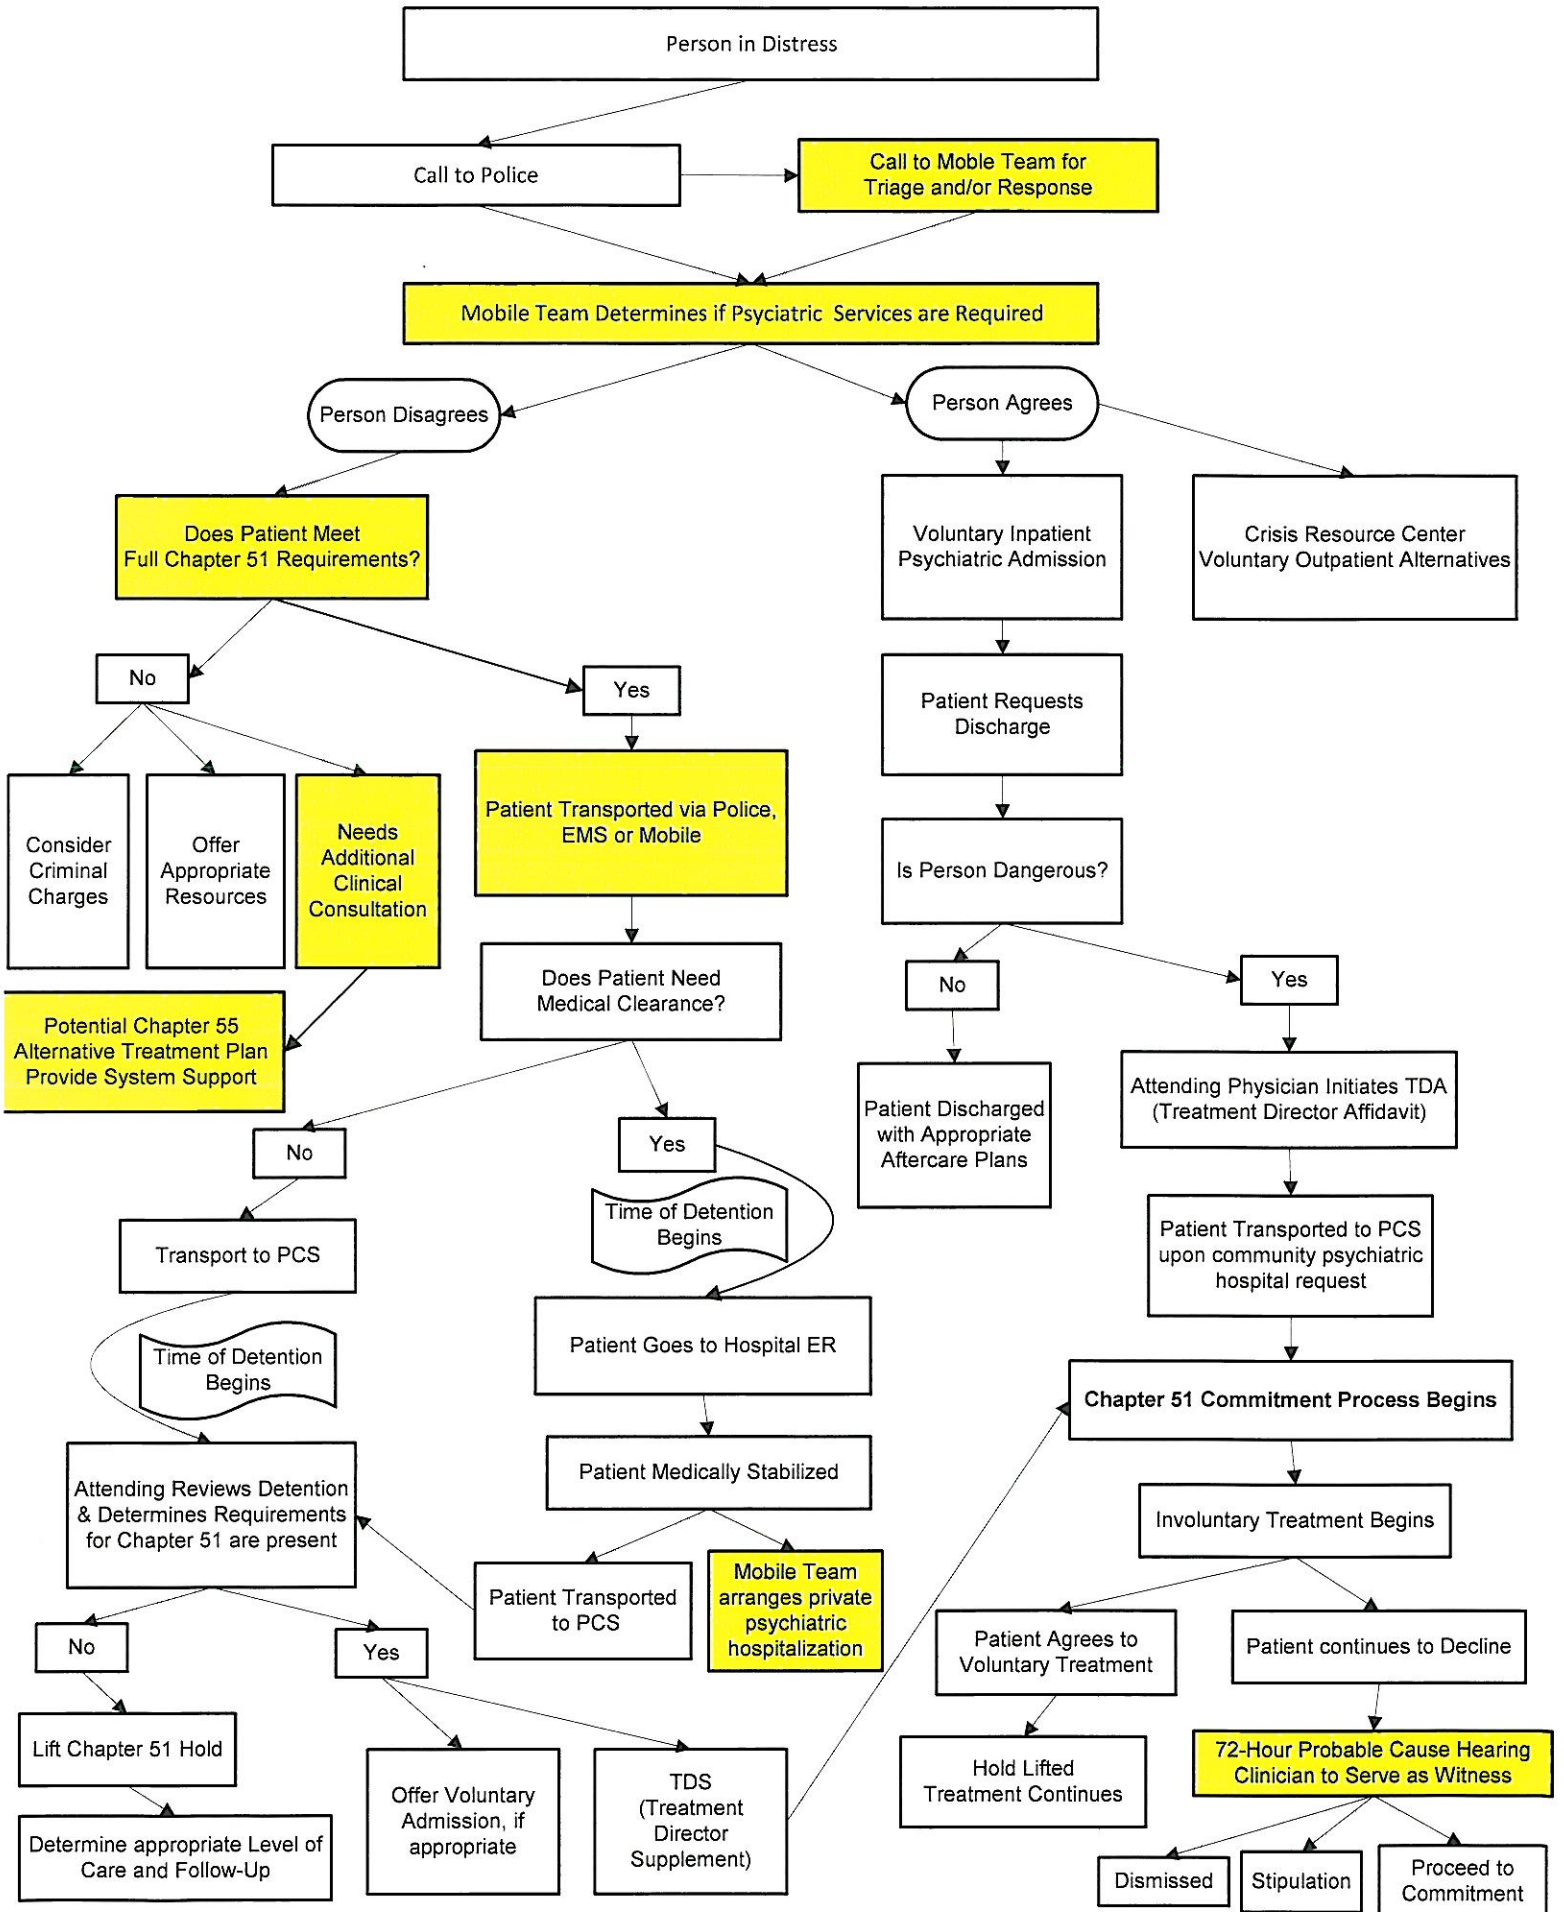 Person in Distress
Call to Police
Call to Moble Team for
Triage and/or Response
Mobile Team Determines if Psyciatric Services are Required
Person Disagrees
Person Agrees
Does Patient Meet
Full Chapter 51 Requirements?
Voluntary Inpatient
Psychiatric Admission
Crisis Resource Center
Voluntary Outpatient Alternatives
No
Yes
Patient Requests
Discharge
Consider
Criminal
Charges
Offer
Appropriate
Resources
Needs
Additional
Clinical
Consultation
Patient Transported via Police,
EMS or Mobile
Is Person Dangerous?
Does Patient Need
Medical Clearance?
No
Yes
Potential Chapter 55
Alternative Treatment Plan
Provide System Support
Patient Discharged
with Appropriate
Aftercare Plans
Attending Physician Initiates TDA
(Treatment Director Affidavit)
No
Yes
Time of Detention
Begins
Transport to PCS
Patient Transported to PCS
upon community psychiatric
hospital request
Time of Detention
Begins
Patient Goes to Hospital ER
Chapter 51 Commitment Process Begins
Attending Reviews Detention
& Determines Requirements
for Chapter 51 are present
Patient Medically Stabilized
Involuntary Treatment Begins
Patient Transported
to PCS
Mobile Team
arranges private
psychiatric
hospitalization
No
Yes
Patient Agrees to
Voluntary Treatment
Patient continues to Decline
Lift Chapter 51 Hold
Offer Voluntary
Admission, if
appropriate
TDS
(Treatment
Director
Supplement)
Hold Lifted
Treatment Continues
72-Hour Probable Cause Hearing
Clinician to Serve as Witness
Determine appropriate Level of
Care and Follow-Up
Dismissed
Stipulation
Proceed to
Commitment